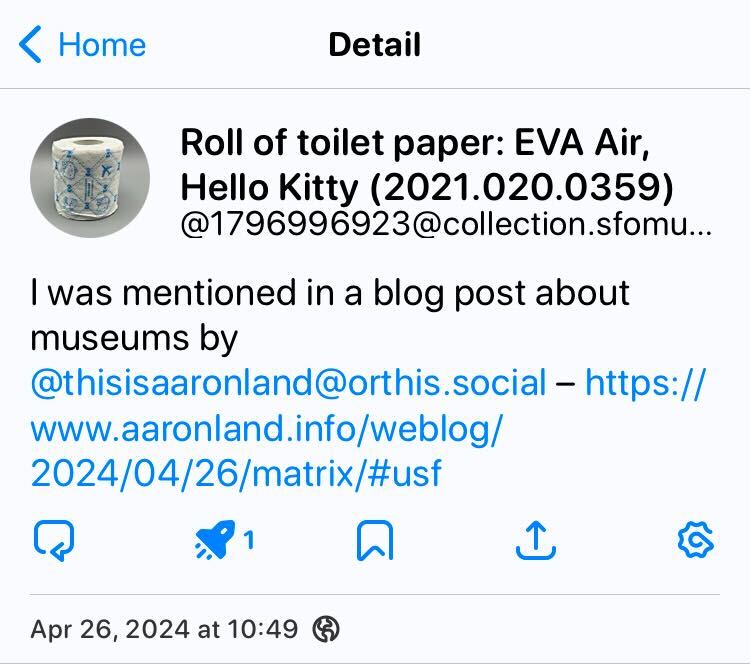 Home
Detail
Roll of toilet paper: EVA Air,
Hello Kitty (2021.020.0359)
@1796996923@collection.sfomu...
I was mentioned in a blog post about
museums by
@thisisaaronland@orthis.social – https://
www.aaronland.info/weblog/
2024/04/26/matrix/#usf
1
Apr 26, 2024 at 10:49